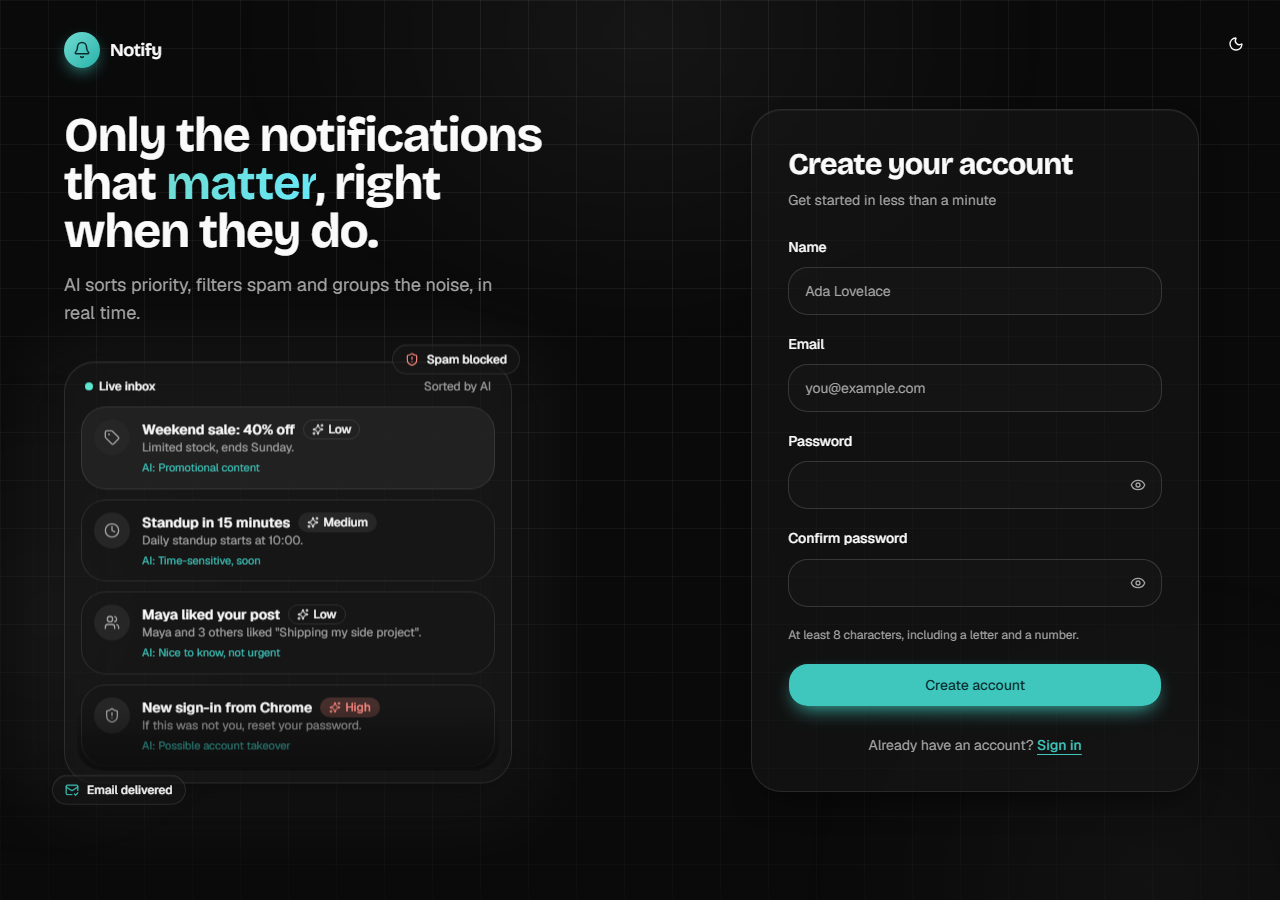 Notify
Only the notifications
that matter, right
when they do.
AI sorts priority, filters spam and groups the noise, in
real time.
Spam blocked
Live inbox
Sorted by AI
Weekend sale: 40% off
Low
Limited stock, ends Sunday.
AI: Promotional content
Standup in 15 minutes
Medium
Daily standup starts at 10:00.
AI: Time-sensitive, soon
Maya liked your post
Low
Maya and 3 others liked "Shipping my side project".
AI: Nice to know, not urgent
New sign-in from Chrome
High
If this was not you, reset your password.
AI: Possible account takeover
Email delivered
Create your account
Get started in less than a minute
Name
Ada Lovelace
Email
you@example.com
Password
Confirm password
At least 8 characters, including a letter and a number.
Create account
Already have an account? Sign in